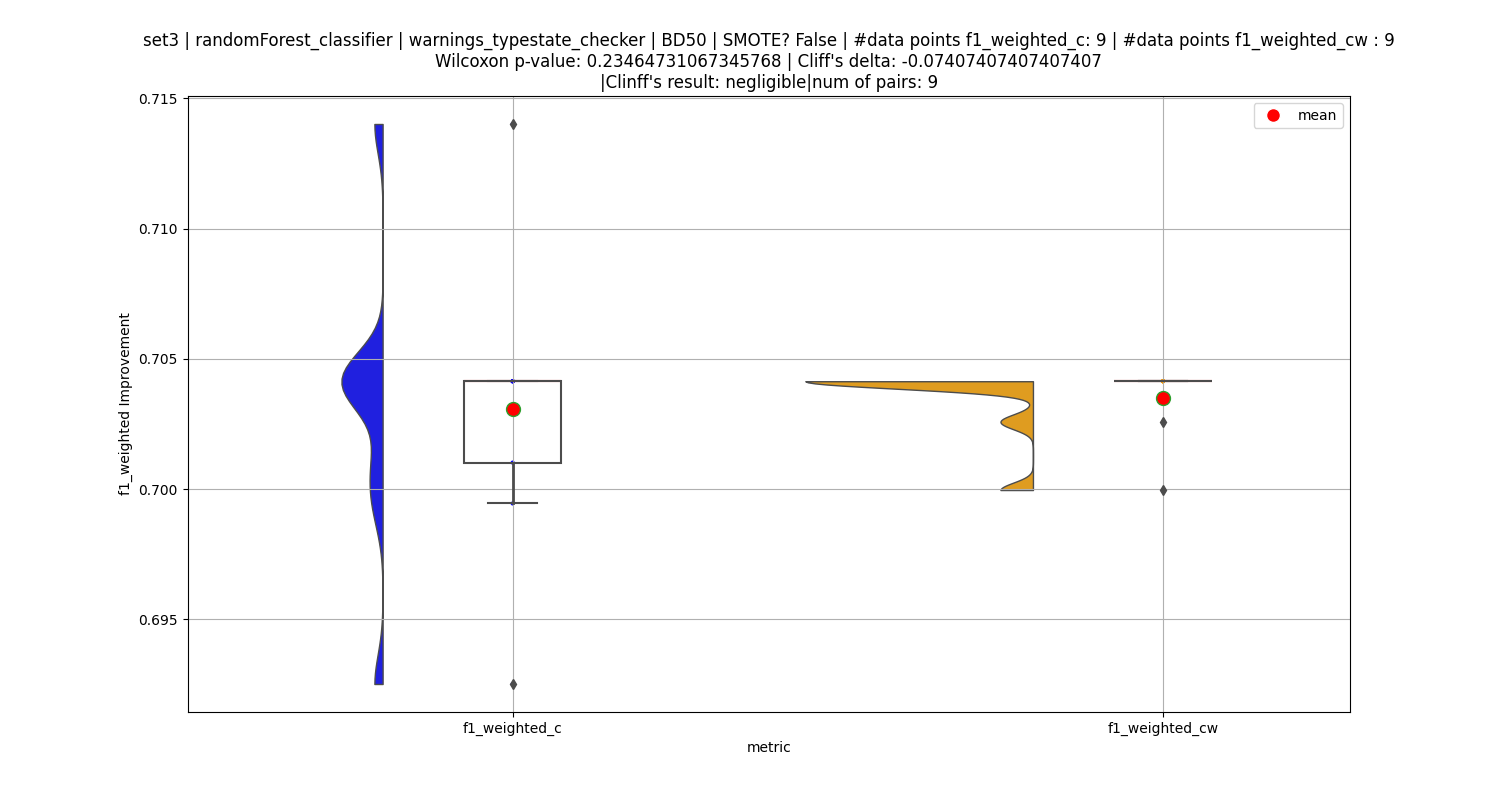 set3 | randomForest_classifier | warnings_typestate_checker | BD50 | SMOTE? False | #data points f1_weighted_c: 9 | #data points f1_weighted_cw : 9
Wilcoxon p-value: 0.23464731067345768 | Cliff's delta: -0.07407407407407407
|Clinff's result: negligible|num of pairs: 9
0.715
0.710
0.705
0.700
0.695
f1_weighted Improvement
mean
f1_weighted_c
f1_weighted_cw
metric